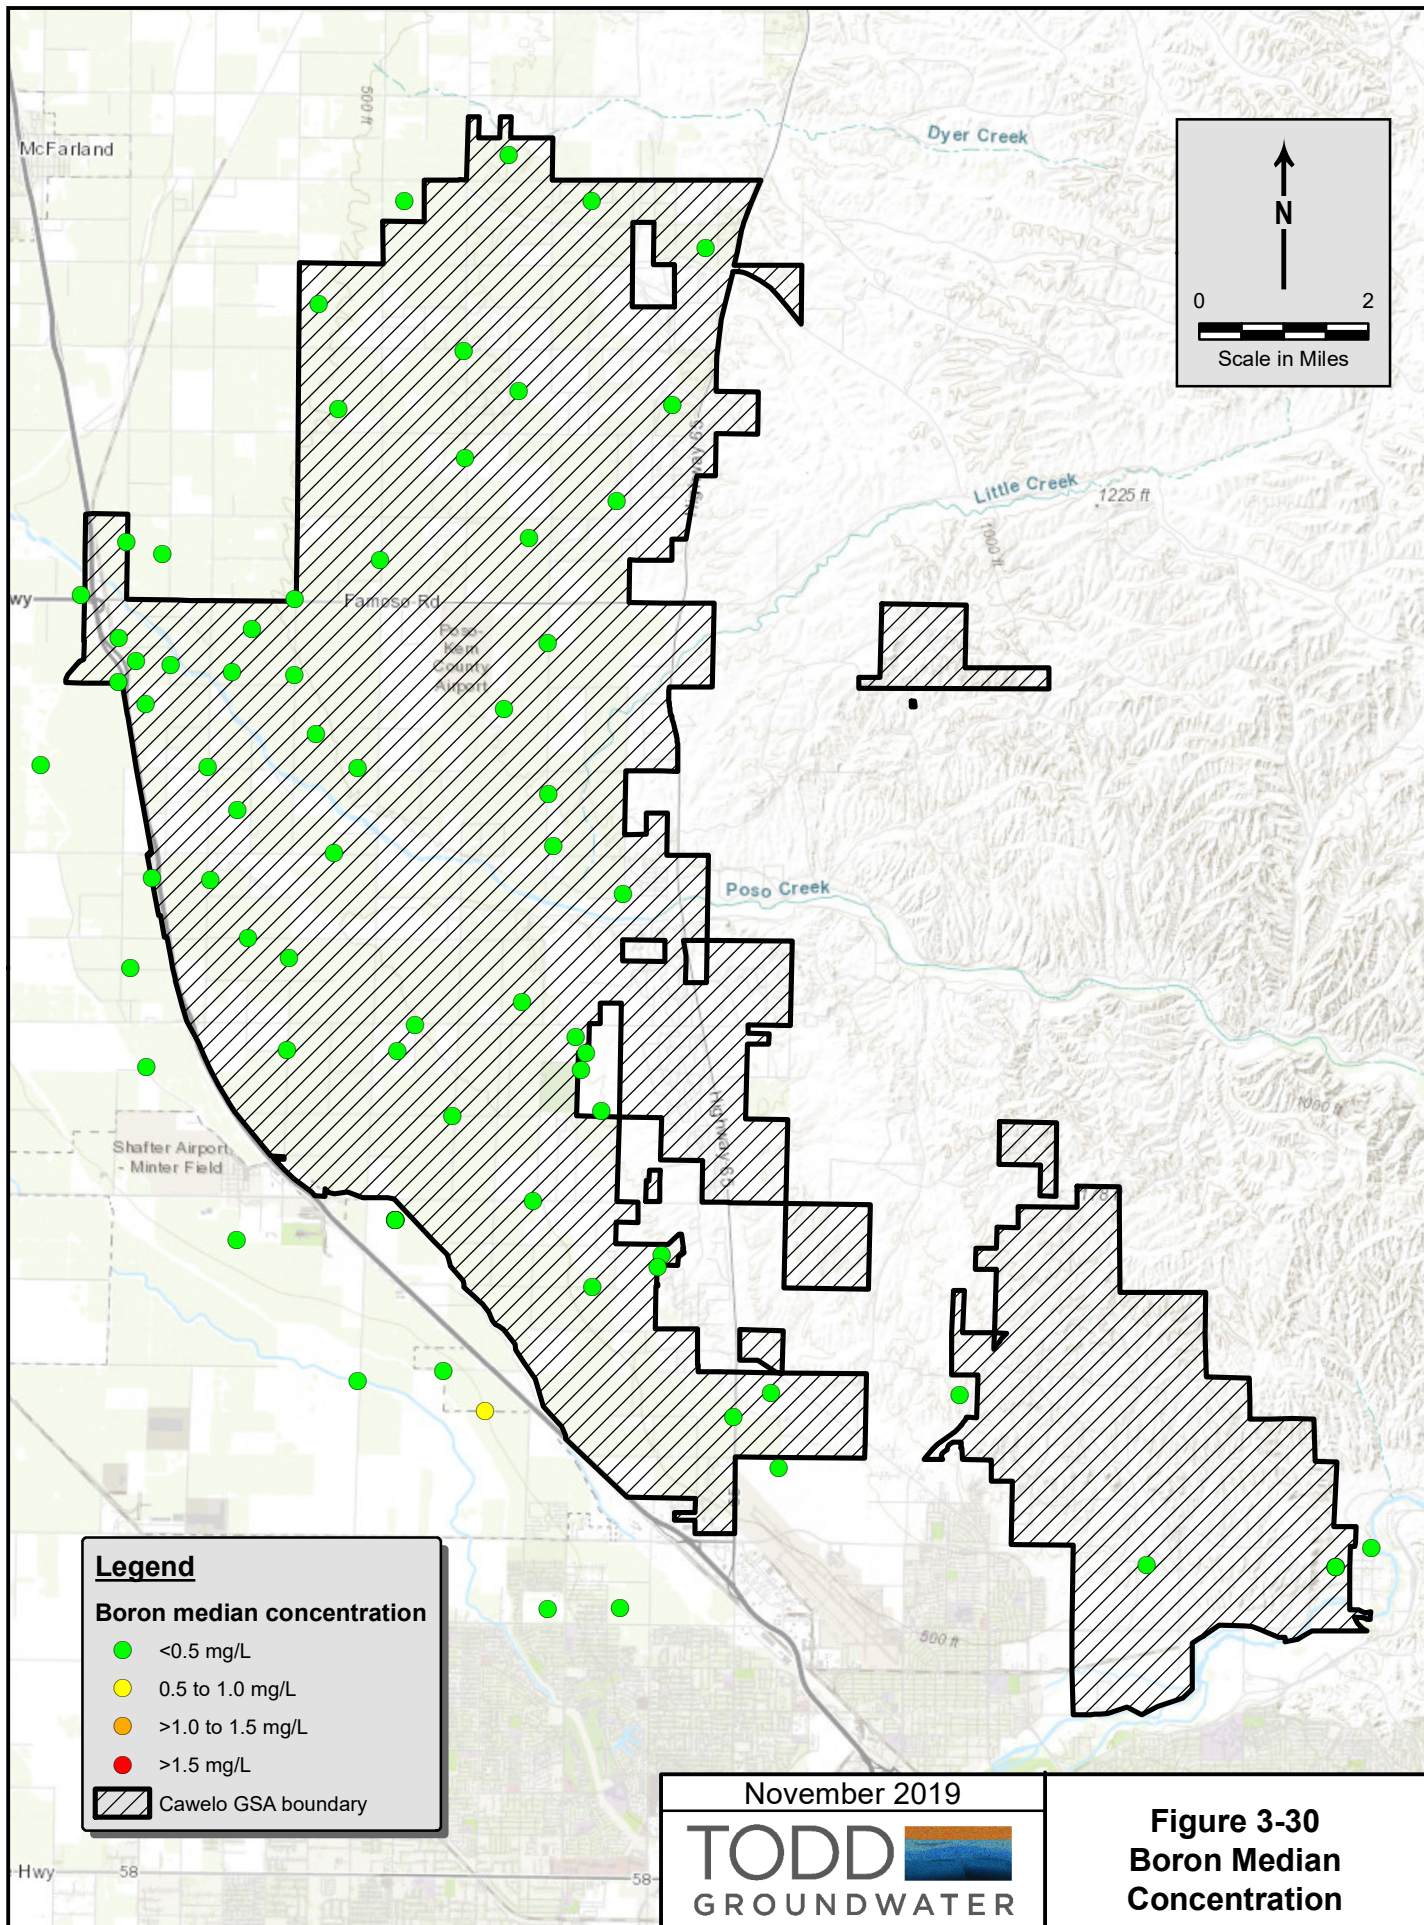 500 ft
McFarland
Dyer Creek
N
0 2
Scale in Miles
Little Creek
1225 ft
1000 ft
wy
Famoso Rd
Poso-
Kern
County
Airport
Poso Creek
1000 ft
Highway 65
Shafter Airport
- Minter Field
500 ft
Legend
Boron median concentration
<0.5 mg/L
0.5 to 1.0 mg/L
>1.0 to 1.5 mg/L
>1.5 mg/L
Cawelo GSA boundary
Hwy 58
58
November 2019
TODD
GROUNDWATER
Figure 3-30
Boron Median
Concentration